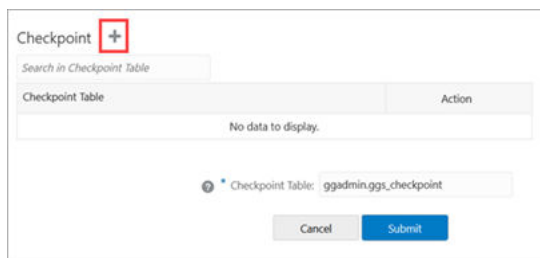 Checkpoint
Search in Checkpoint Table
Checkpoint Table Action
No data to display.
* Checkpoint Table: ggadmin.ggs_checkpoint
Cancel Submit